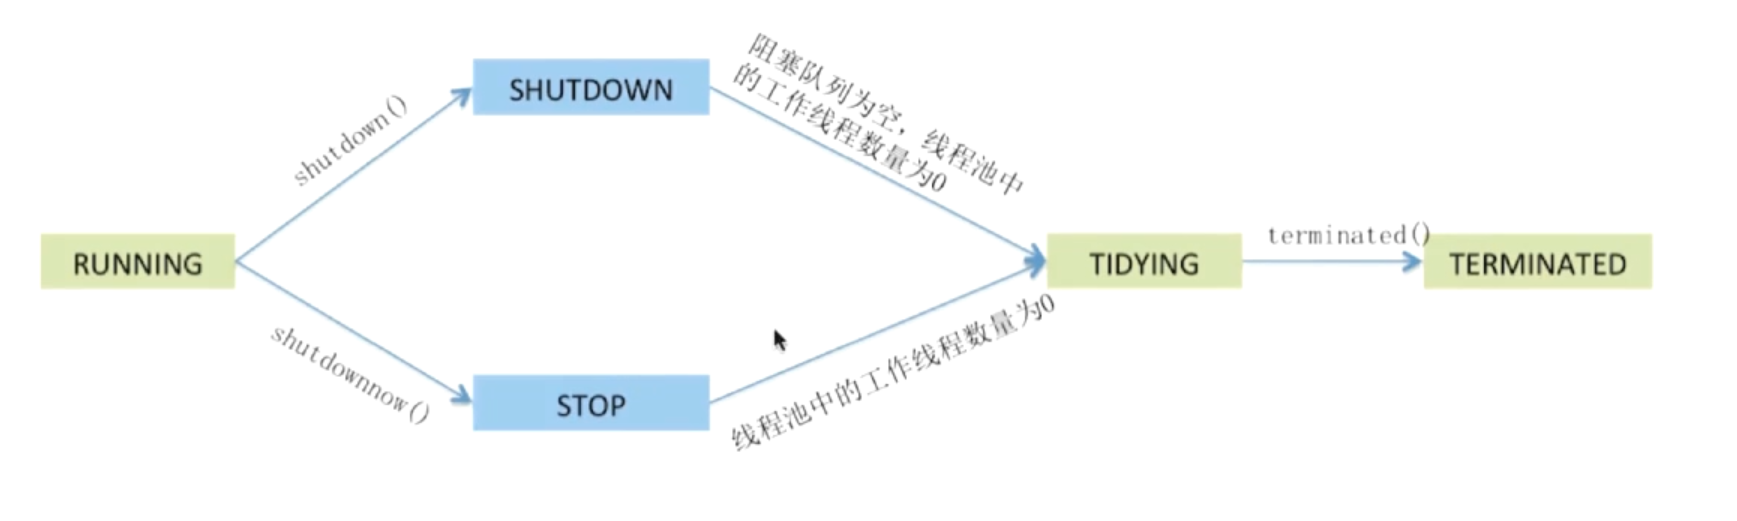 SHUTDOWN
shutdown()
阻塞队列为空，线程池中
的工作线程数量为0
RUNNING
TIDYING
terminated()
TERMINATED
shutdownnow()
STOP
线程池中的工作线程数量为0